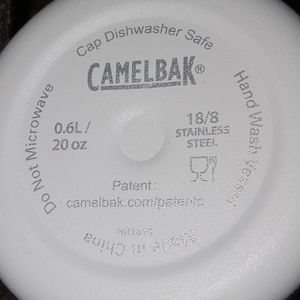 Cap Dishwasher Safe
CAMELBAK®
Do Not Microwave
0.6L /
20 oz
18/8
STAINLESS
STEEL
Hand Wash Vessel
Patent:
camelbak.com/patents
Made in China